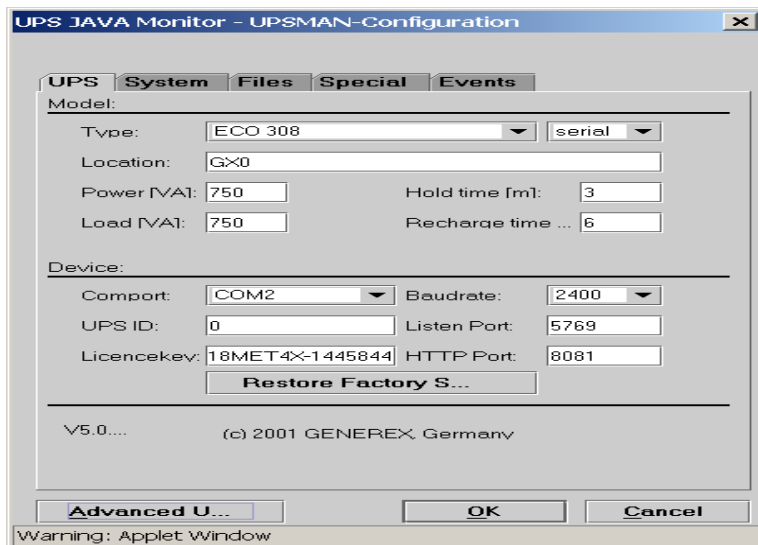 UPS JAVA Monitor - UPSMAN-Configuration
UPS System Files Special Events
Model:
Type: ECO 308 serial
Location: GX0
Power [VA]: 750 Hold time [m]: 3
Load [VA]: 750 Recharge time ... 6
Device:
Comport: COM2 Baudrate: 2400
UPS ID: 0 Listen Port: 5769
Licencekey: 18MET4X-1445844 HTTP Port: 8081
Restore Factory S...
V5.0.... (c) 2001 GENEREX, Germany
Advanced U... OK Cancel
Warning: Applet Window